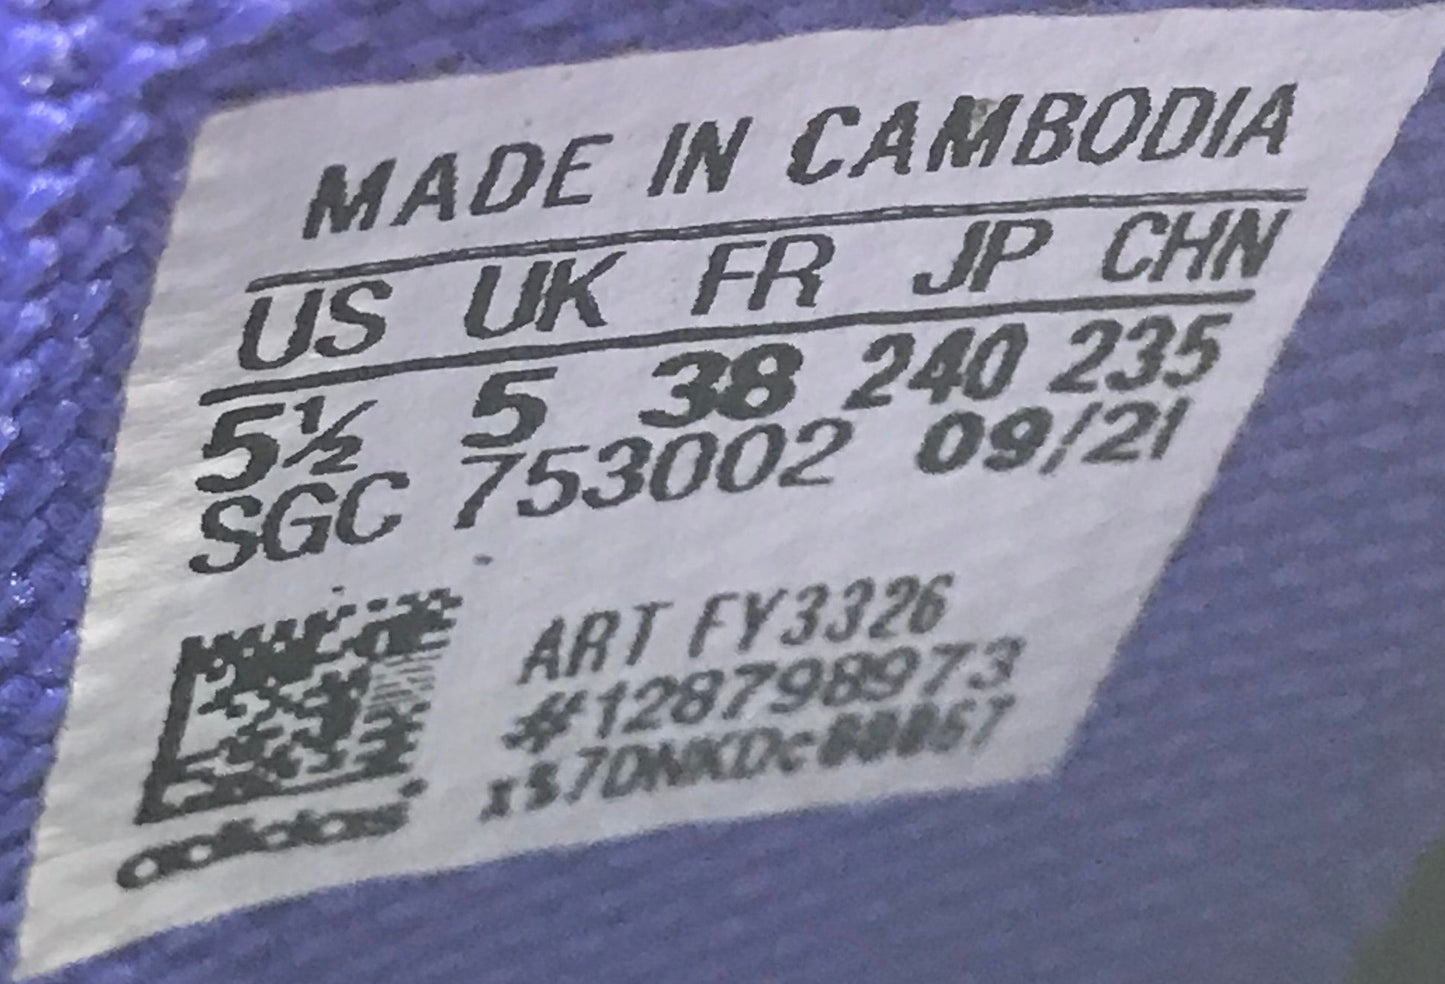 MADE IN CAMBODIA
US UK FR JP CHN
5½ 5 38 240 235
SGC 753002 09/21
ART FY3326
#128798973
adidas